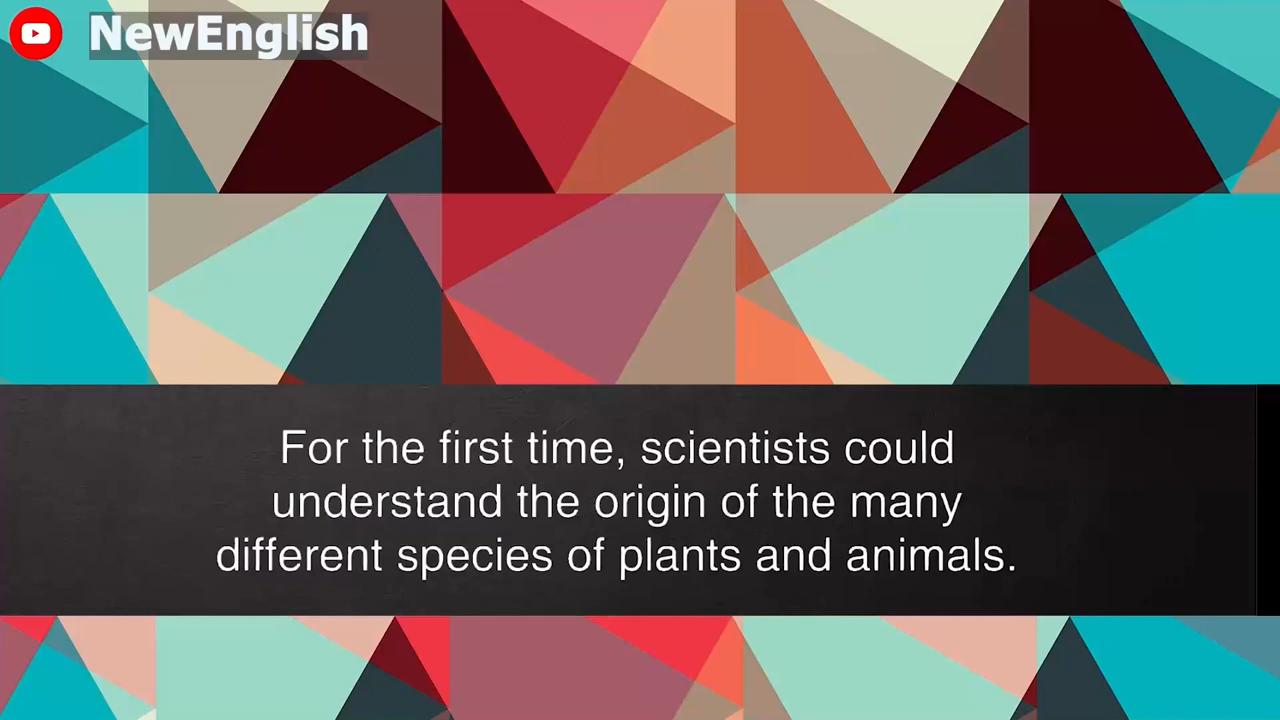 NewEnglish
For the first time, scientists could
understand the origin of the many
different species of plants and animals.